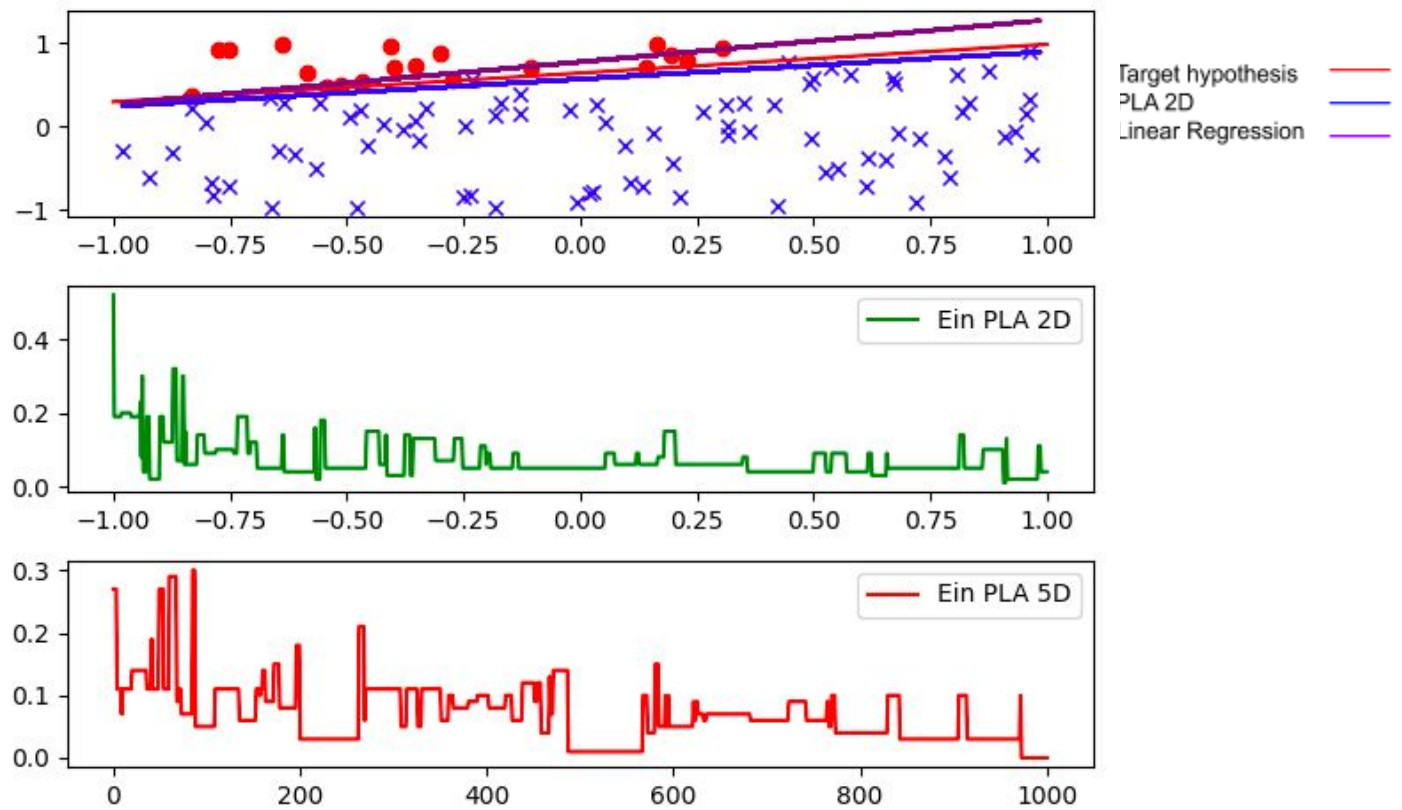 1
0
−1
−1.00 −0.75 −0.50 −0.25 0.00 0.25 0.50 0.75 1.00
Target hypothesis
PLA 2D
Linear Regression
0.4
0.2
0.0
Ein PLA 2D
−1.00 −0.75 −0.50 −0.25 0.00 0.25 0.50 0.75 1.00
0.3
0.2
0.1
0.0
Ein PLA 5D
0 200 400 600 800 1000